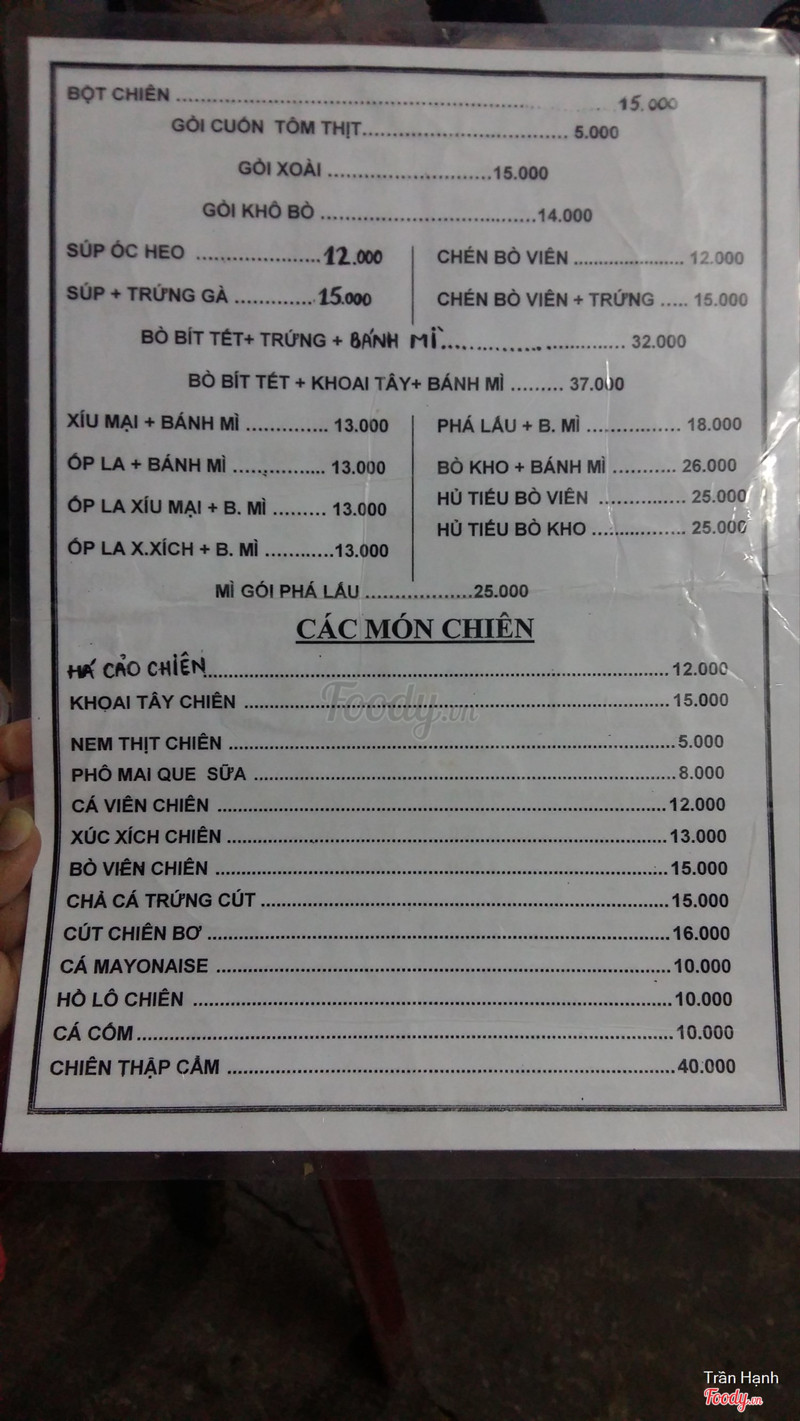 BỘT CHIÊN ........ 15.000
GỎI CUỐN TÔM THỊT........ 5.000
GỎI XOÀI ........15.000
GỎI KHÔ BÒ ........14.000
SÚP ÓC HEO ........12.000
SÚP + TRỨNG GÀ ........15.000
CHÉN BÒ VIÊN ........ 12.000
CHÉN BÒ VIÊN + TRỨNG ..... 15.000
BÒ BÍT TẾT+ TRỨNG + BÁNH MÌ........ 32.000
BÒ BÍT TẾT + KHOAI TÂY+ BÁNH MÌ ......... 37.000
XÍU MẠI + BÁNH MÌ ........ 13.000
ỐP LA + BÁNH MÌ ........ 13.000
ỐP LA XÍU MẠI + B. MÌ ......... 13.000
ỐP LA X.XÍCH + B. MÌ ............13.000
PHÁ LẤU + B. MÌ ........ 18.000
BÒ KHO + BÁNH MÌ ........... 26.000
HỦ TIẾU BÒ VIÊN ........ 25.000
HỦ TIẾU BÒ KHO ........ 25.000
MÌ GÓI PHÁ LẤU ........25.000
CÁC MÓN CHIÊN
HÁ CẢO CHIÊN........12.000
KHOAI TÂY CHIÊN ........15.000
Foody.vn
NEM THỊT CHIÊN ........5.000
PHÔ MAI QUE SỮA ........8.000
CÁ VIÊN CHIÊN ........12.000
XÚC XÍCH CHIÊN ........13.000
BÒ VIÊN CHIÊN ........15.000
CHẢ CÁ TRỨNG CÚT ........15.000
CÚT CHIÊN BƠ ........16.000
CÁ MAYONAISE ........10.000
HỒ LÔ CHIÊN ........10.000
CÁ CỐM........10.000
CHIÊN THẬP CẨM ........40.000
Trần Hạnh
Foody.vn